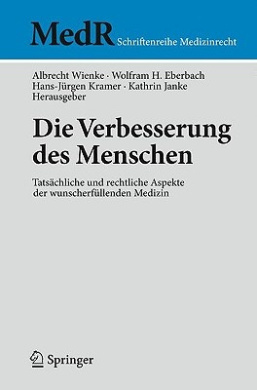 MedR Schriftenreihe Medizinrecht
Albrecht Wienke · Wolfram H. Eberbach
Hans-Jürgen Kramer · Kathrin Janke
Herausgeber
Die Verbesserung
des Menschen
Tatsächliche und rechtliche Aspekte
der wunscherfüllenden Medizin
Springer